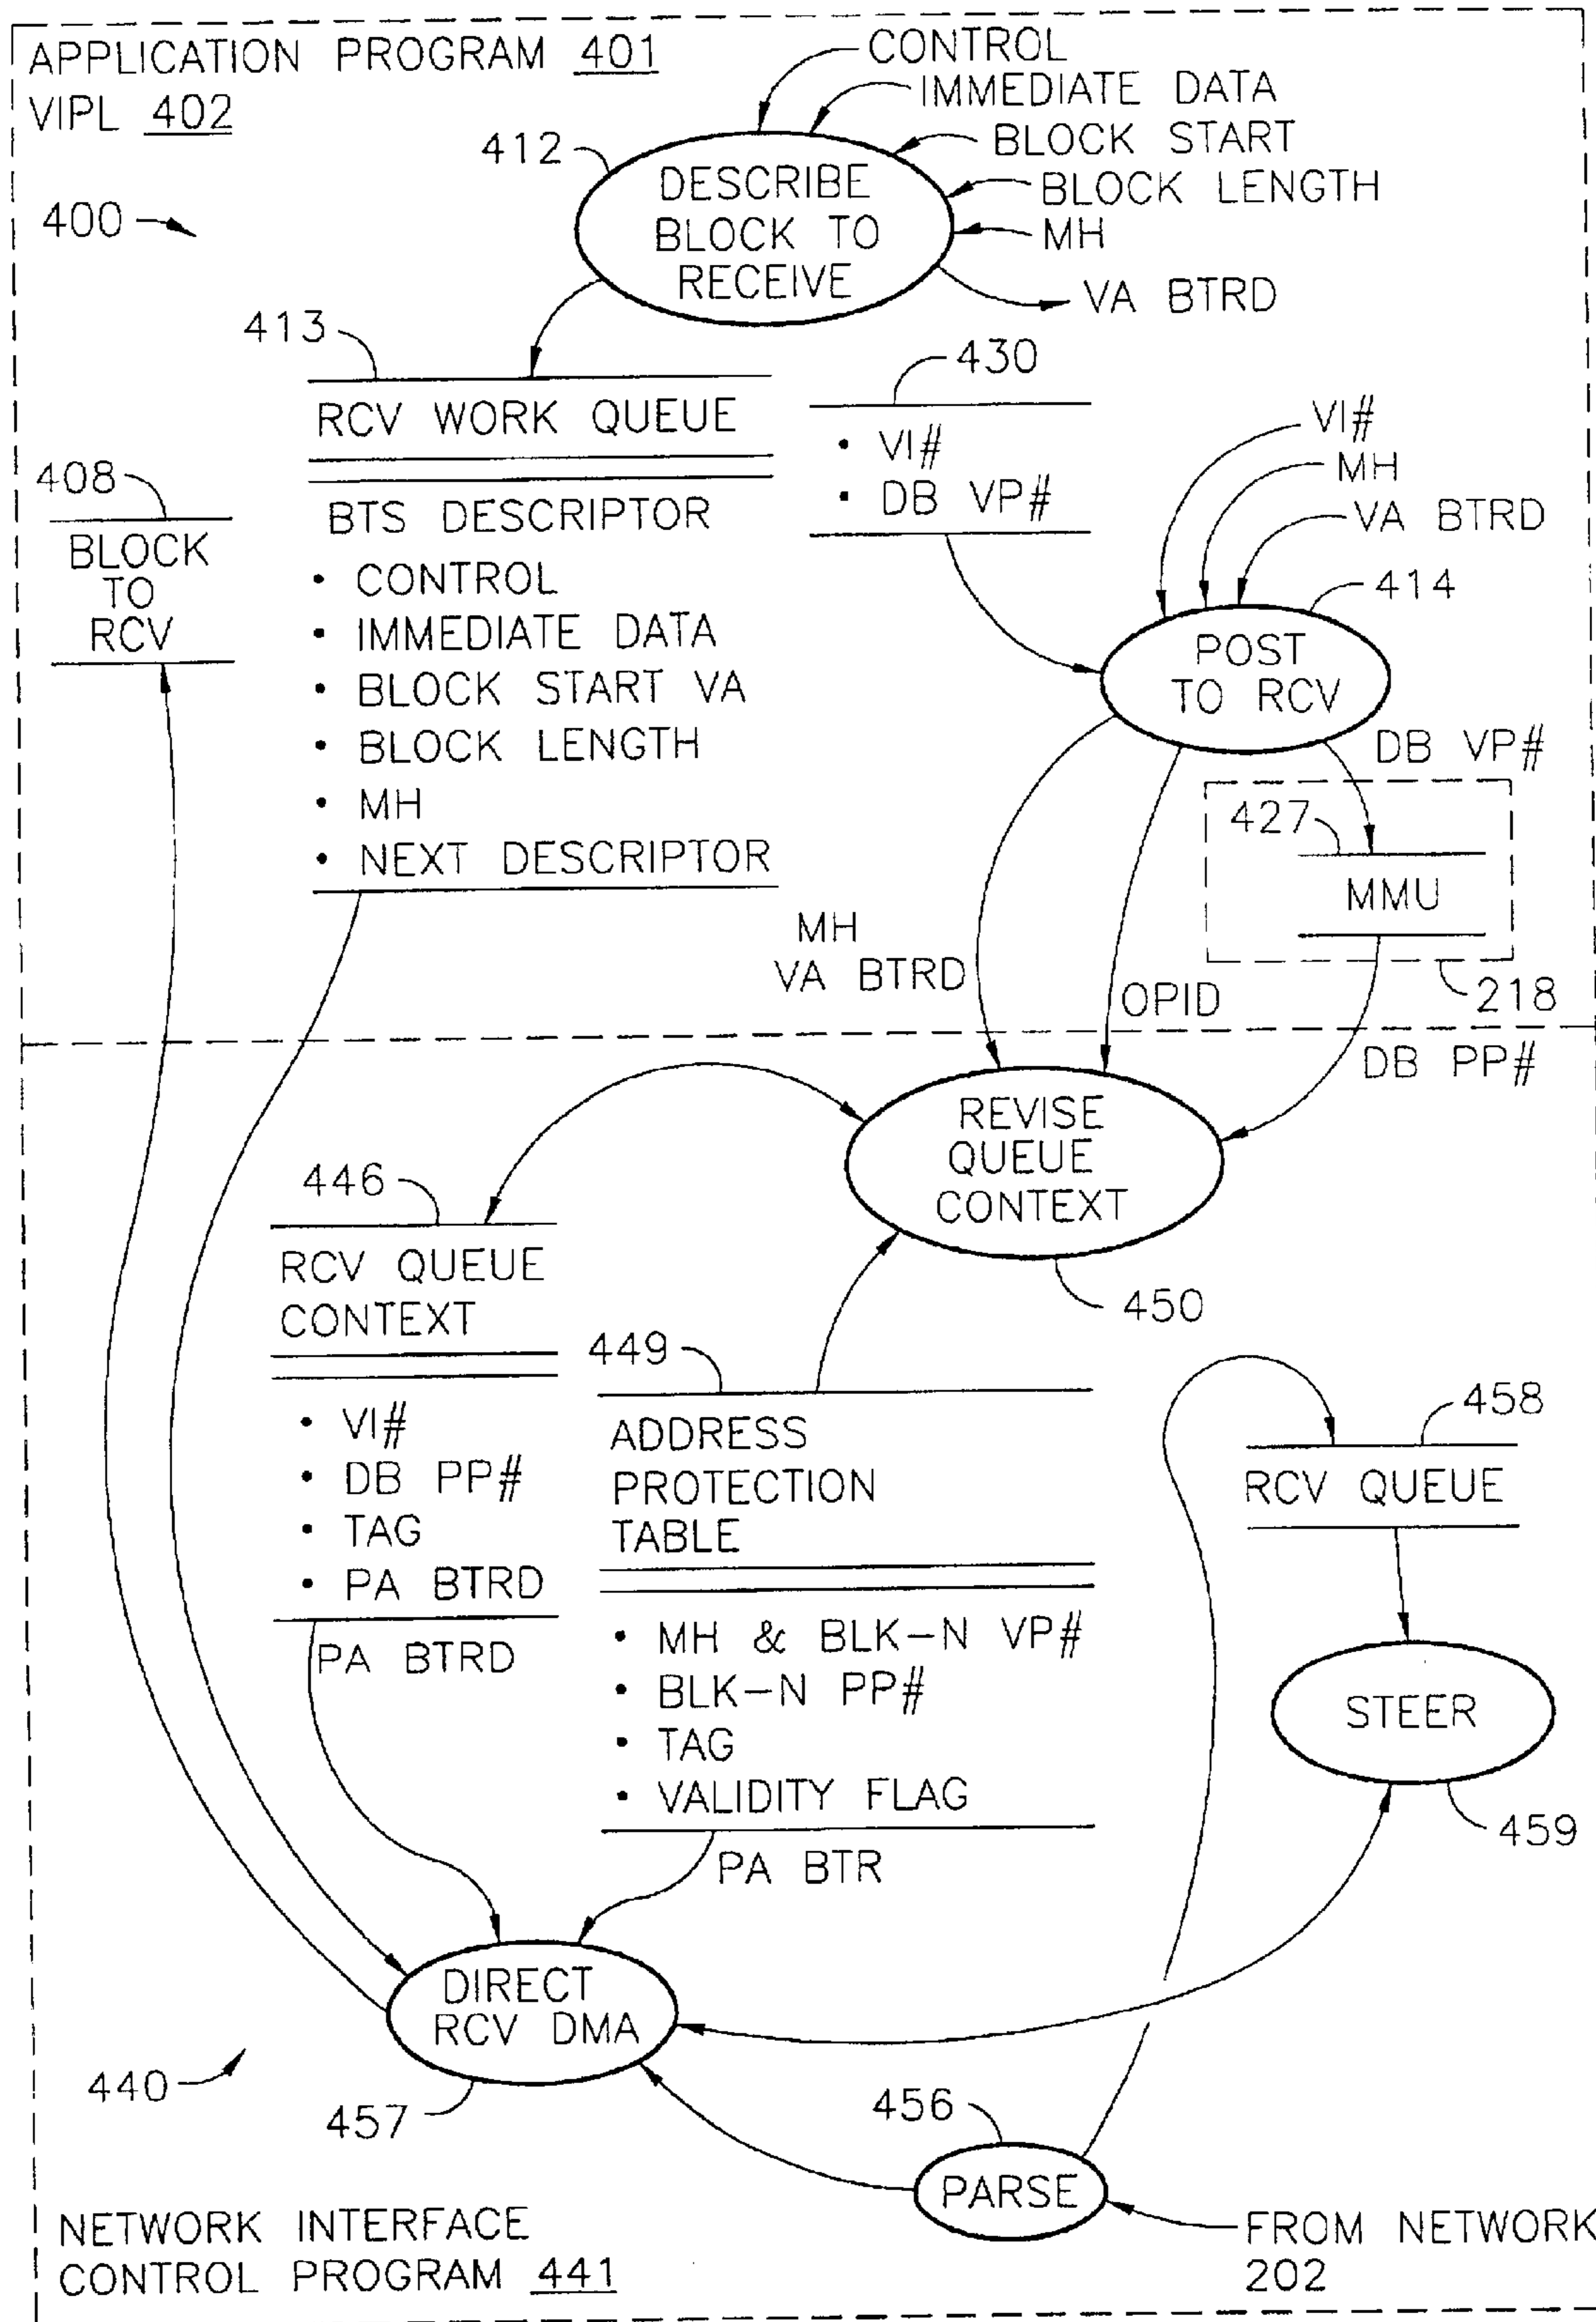 APPLICATION PROGRAM 401
VIPL 402
CONTROL
IMMEDIATE DATA
BLOCK START
BLOCK LENGTH
MH
VA BTRD
412
DESCRIBE
BLOCK TO
RECEIVE
400
413
RCV WORK QUEUE
BTS DESCRIPTOR
• CONTROL
• IMMEDIATE DATA
• BLOCK START VA
• BLOCK LENGTH
• MH
• NEXT DESCRIPTOR
408
BLOCK
TO
RCV
430
• VI#
• DB VP#
VI#
MH
VA BTRD
414
POST
TO RCV
DB VP#
427
MMU
218
MH
VA BTRD
OPID
DB PP#
REVISE
QUEUE
CONTEXT
450
446
RCV QUEUE
CONTEXT
• VI#
• DB PP#
• TAG
• PA BTRD
PA BTRD
449
ADDRESS
PROTECTION
TABLE
• MH & BLK-N VP#
• BLK-N PP#
• TAG
• VALIDITY FLAG
PA BTR
458
RCV QUEUE
STEER
459
DIRECT
RCV DMA
440
457
456
PARSE
FROM NETWORK
202
NETWORK INTERFACE
CONTROL PROGRAM 441